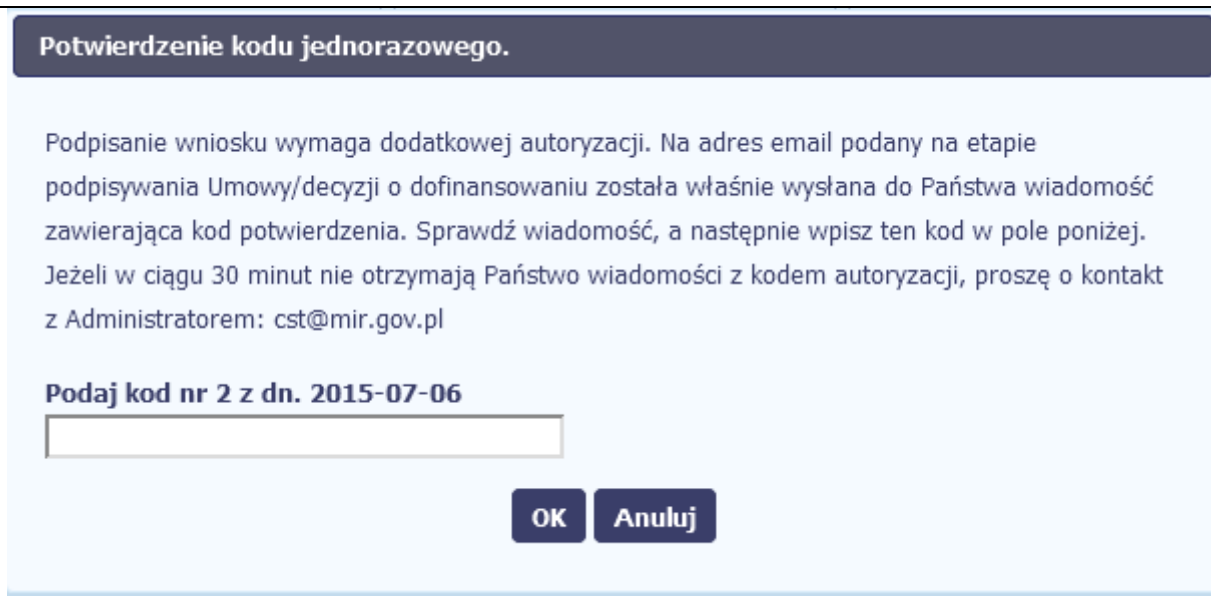 Potwierdzenie kodu jednorazowego.
Podpisanie wniosku wymaga dodatkowej autoryzacji. Na adres email podany na etapie
podpisywania Umowy/decyzji o dofinansowaniu została właśnie wysłana do Państwa wiadomość
zawierająca kod potwierdzenia. Sprawdź wiadomość, a następnie wpisz ten kod w pole poniżej.
Jeżeli w ciągu 30 minut nie otrzymają Państwo wiadomości z kodem autoryzacji, proszę o kontakt
z Administratorem: cst@mir.gov.pl
Podaj kod nr 2 z dn. 2015-07-06
OK Anuluj